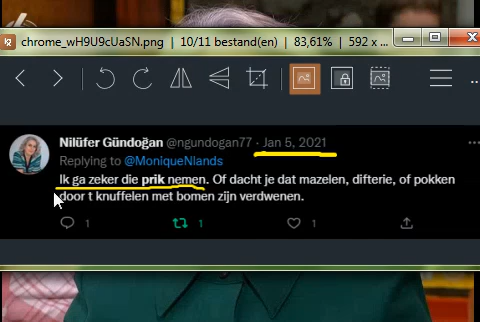 chrome_wH9U9cUaSN.png | 10/11 bestand(en) | 83,61% | 592 x ...
Nilüfer Gündoğan @ngundogan77 · Jan 5, 2021
Replying to @MoniqueNlands
Ik ga zeker die prik nemen. Of dacht je dat mazelen, difterie, of pokken
door t knuffelen met bomen zijn verdwenen.
1 1 1